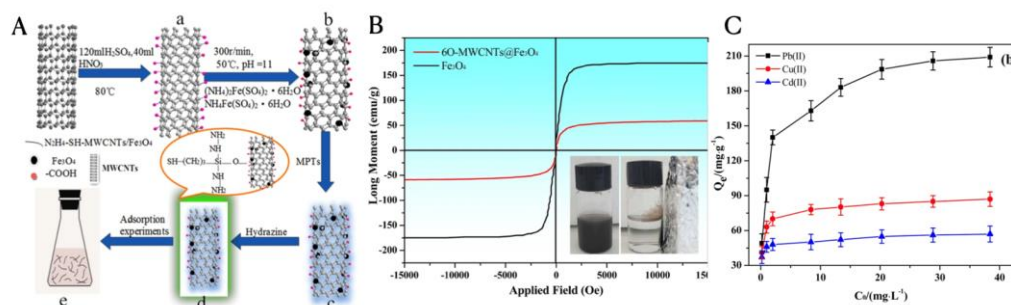 A
a
b
120mlH₂SO₄,40ml
HNO₃
80℃
300r/min,
50℃, pH =11
(NH₄)₂Fe(SO₄)₂・6H₂O
NH₄Fe(SO₄)₂・6H₂O
N₂H₄-SH-MWCNTs/Fe₃O₄
Fe₃O₄
-COOH
MWCNTs
NH₂
NH
SH-(CH₂)₃ Si O
NH
NH₂
MPTs
Adsorption
experiments
Hydrazine
e
d
c
B
6O-MWCNTs@Fe₃O₄
Fe₃O₄
Long Moment (emu/g)
200
150
100
50
0
-50
-100
-150
-200
-15000
-10000
-5000
0
5000
10000
1500
Applied Field (Oe)
C
(b
Pb(II)
Cu(II)
Cd(II)
Qe/(mg·g⁻¹)
210
180
150
120
90
60
30
0
10
20
30
40
C₀/(mg·L⁻¹)